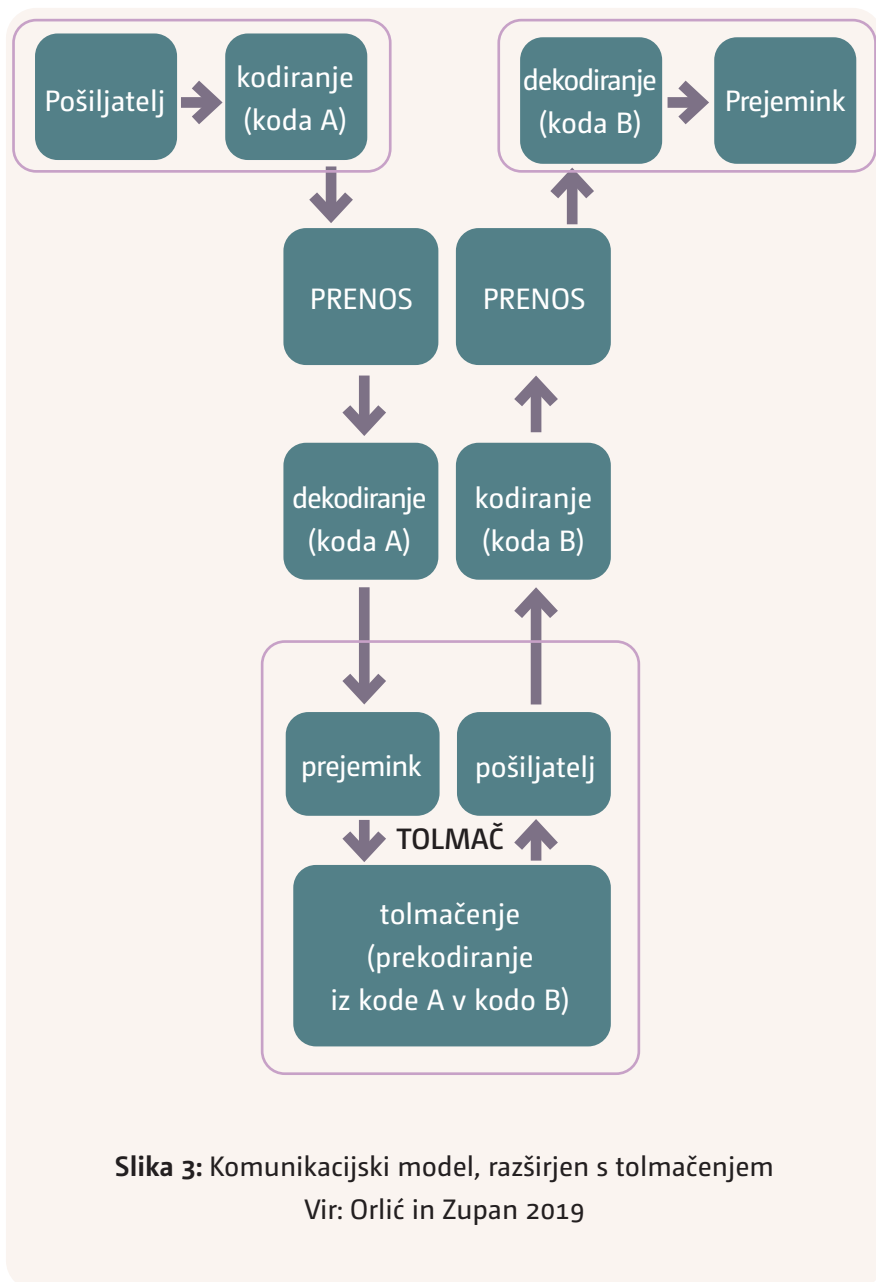 Pošiljatelj
kodiranje
(koda A)
dekodiranje
(koda B)
Prejemink
PRENOS
PRENOS
dekodiranje
(koda A)
kodiranje
(koda B)
prejemink
pošiljatelj
TOLMAČ
tolmačenje
(prekodiranje
iz kode A v kodo B)
Slika 3: Komunikacijski model, razširjen s tolmačenjem
Vir: Orlić in Zupan 2019